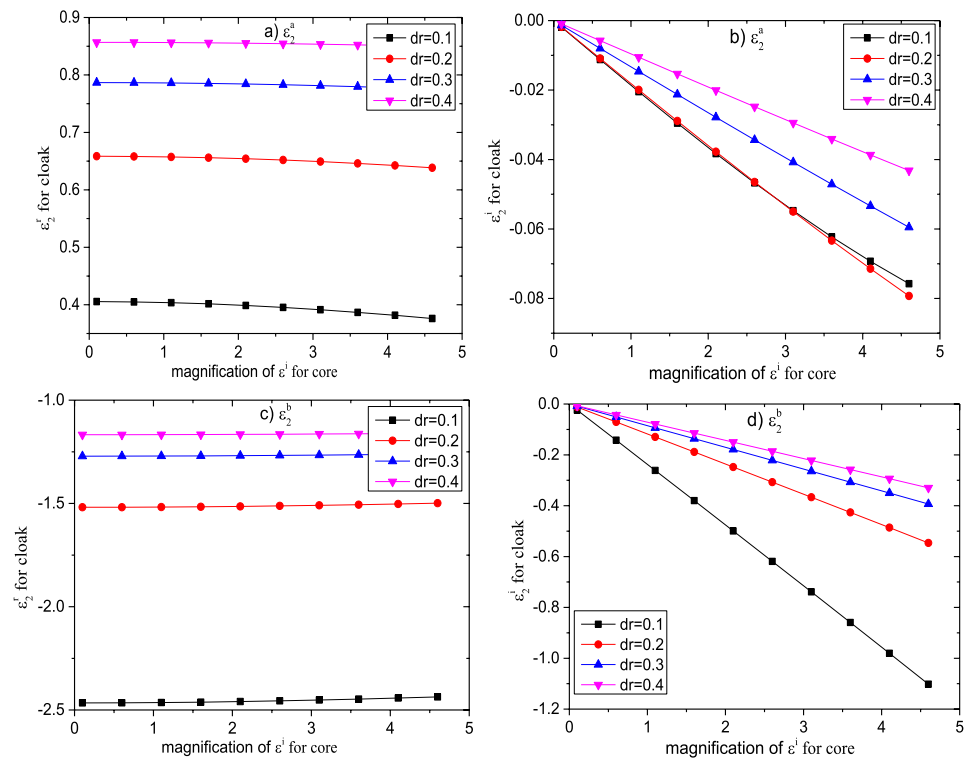 a) ε₂ᵃ
dr=0.1
dr=0.2
dr=0.3
dr=0.4
0.9
0.8
0.7
0.6
0.5
0.4
ε₂ʳ for cloak
0 1 2 3 4 5
magnification of εⁱ for core
b) ε₂ᵃ
dr=0.1
dr=0.2
dr=0.3
dr=0.4
0.00
-0.02
-0.04
-0.06
-0.08
ε₂ⁱ for cloak
0 1 2 3 4 5
magnification of εⁱ for core
c) ε₂ᵇ
dr=0.1
dr=0.2
dr=0.3
dr=0.4
-1.0
-1.5
-2.0
-2.5
ε₂ʳ for cloak
0 1 2 3 4 5
magnification of εⁱ for core
d) ε₂ᵇ
0.0
-0.2
-0.4
-0.6
-0.8
-1.0
-1.2
ε₂ⁱ for cloak
dr=0.1
dr=0.2
dr=0.3
dr=0.4
0 1 2 3 4 5
magnification of εⁱ for core